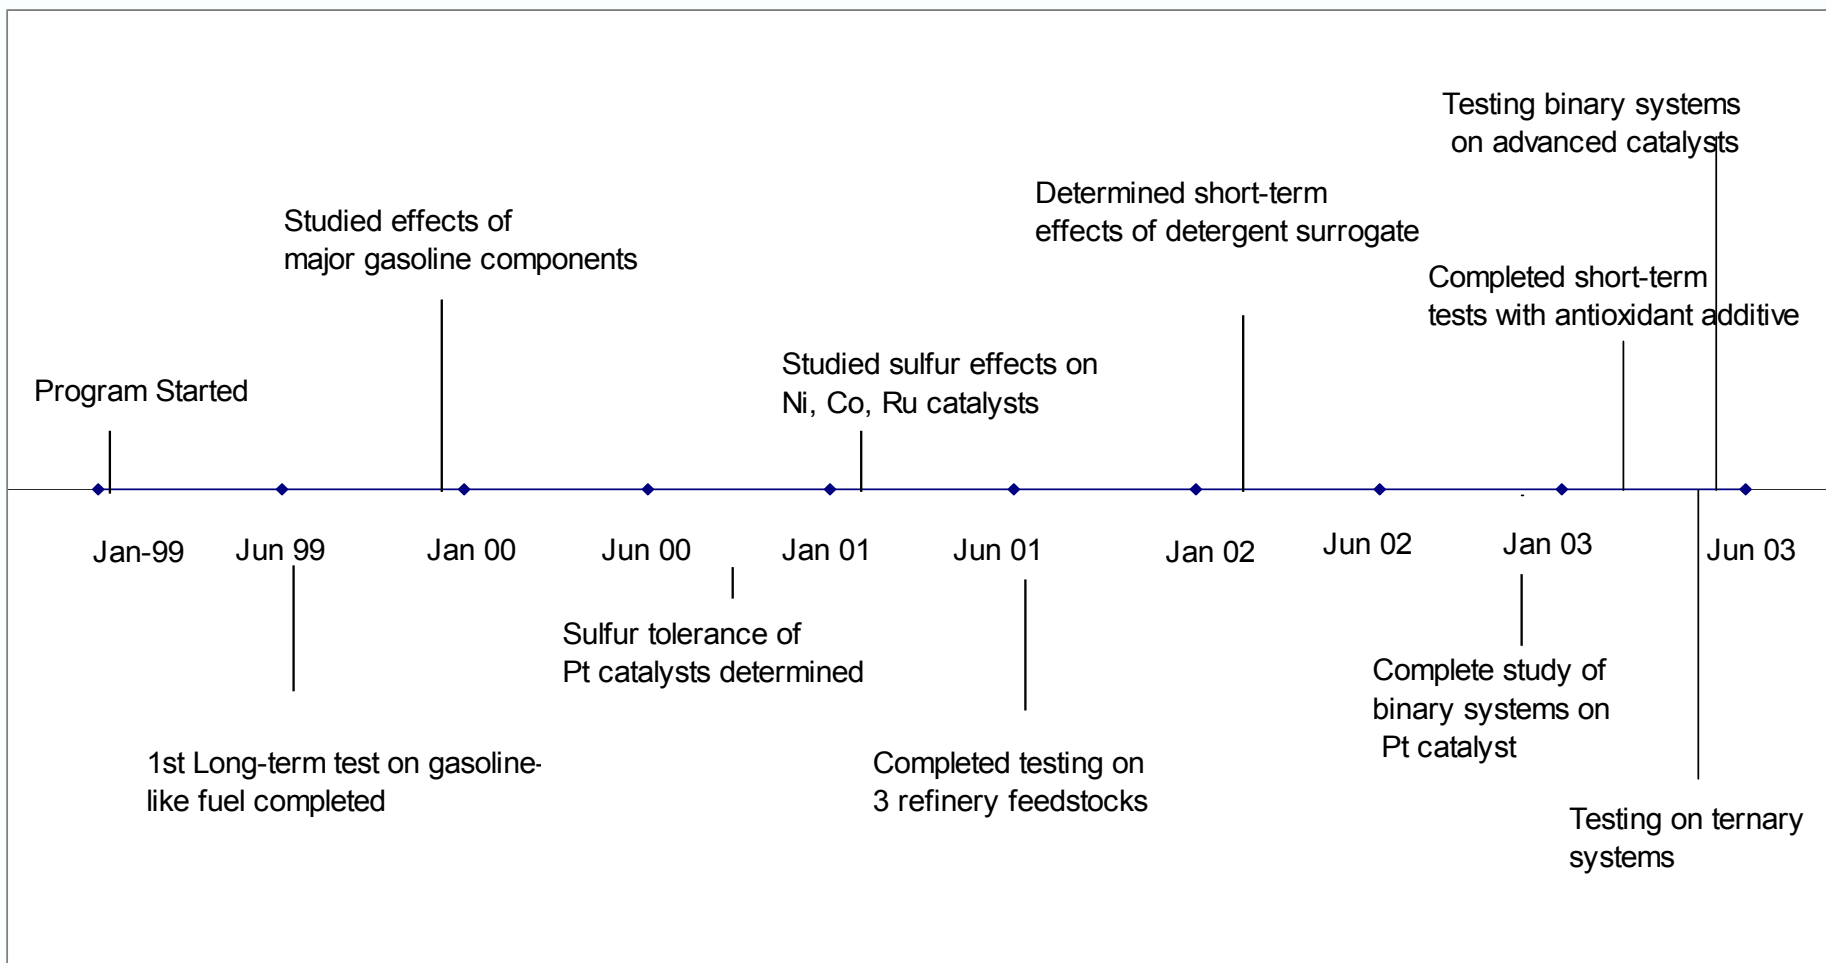 Testing binary systems
on advanced catalysts
Determined short-term
effects of detergent surrogate
Studied effects of
major gasoline components
Completed short-term
tests with antioxidant additive
Studied sulfur effects on
Ni, Co, Ru catalysts
Program Started
Jan-99
Jun 99
Jan 00
Jun 00
Jan 01
Jun 01
Jan 02
Jun 02
Jan 03
Jun 03
Sulfur tolerance of
Pt catalysts determined
Complete study of
binary systems on
Pt catalyst
1st Long-term test on gasoline-
like fuel completed
Completed testing on
3 refinery feedstocks
Testing on ternary
systems